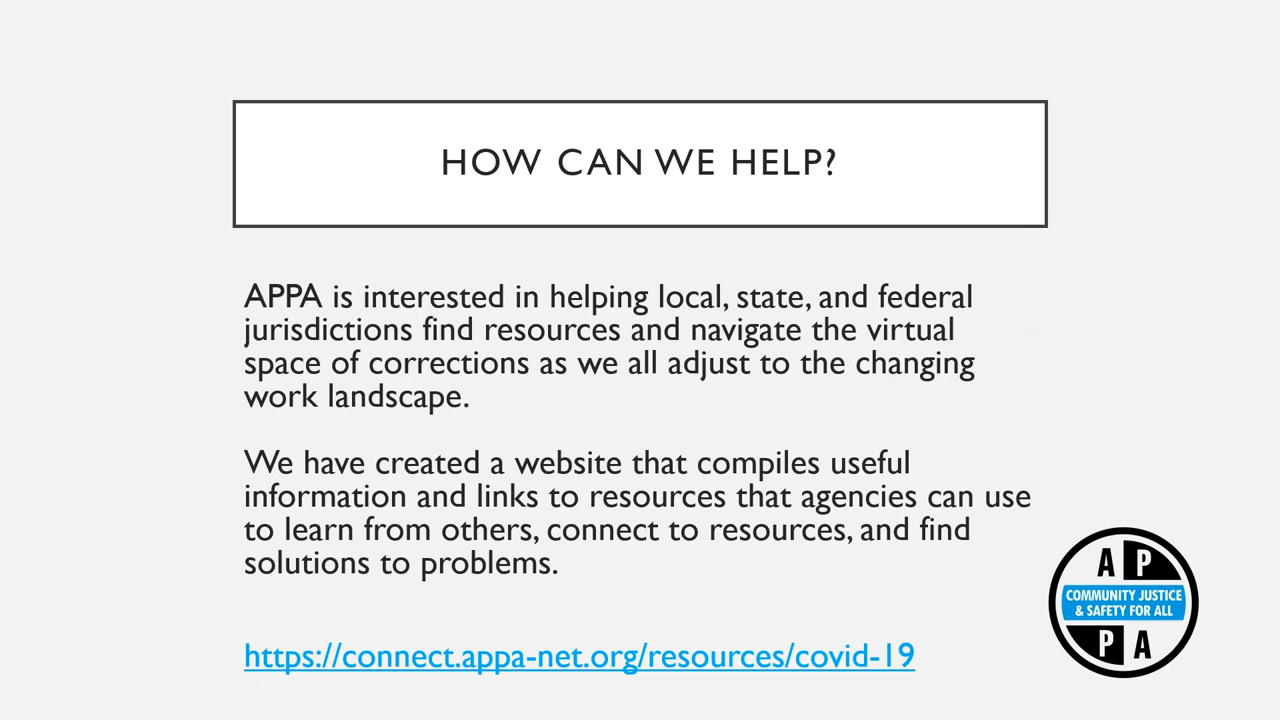 HOW CAN WE HELP?
APPA is interested in helping local, state, and federal
jurisdictions find resources and navigate the virtual
space of corrections as we all adjust to the changing
work landscape.
We have created a website that compiles useful
information and links to resources that agencies can use
to learn from others, connect to resources, and find
solutions to problems.
https://connect.appa-net.org/resources/covid-19
A P
COMMUNITY JUSTICE
& SAFETY FOR ALL
P A